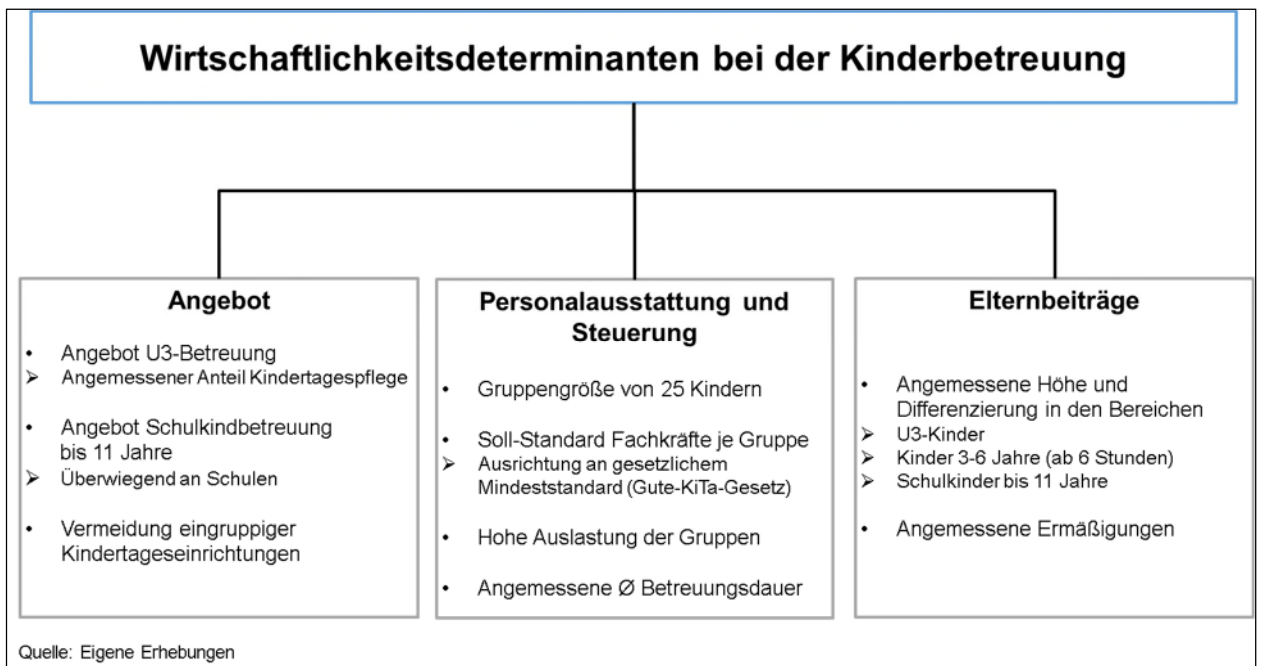 Wirtschaftlichkeitsdeterminanten bei der Kinderbetreuung
Angebot
• Angebot U3-Betreuung
➢ Angemessener Anteil Kindertagespflege
• Angebot Schulkindbetreuung
bis 11 Jahre
➢ Überwiegend an Schulen
• Vermeidung eingruppiger
Kindertageseinrichtungen
Personalausstattung und
Steuerung
• Gruppengröße von 25 Kindern
• Soll-Standard Fachkräfte je Gruppe
➢ Ausrichtung an gesetzlichem
Mindeststandard (Gute-KiTa-Gesetz)
• Hohe Auslastung der Gruppen
• Angemessene Ø Betreuungsdauer
Elternbeiträge
• Angemessene Höhe und
Differenzierung in den Bereichen
➢ U3-Kinder
➢ Kinder 3-6 Jahre (ab 6 Stunden)
➢ Schulkinder bis 11 Jahre
• Angemessene Ermäßigungen
Quelle: Eigene Erhebungen